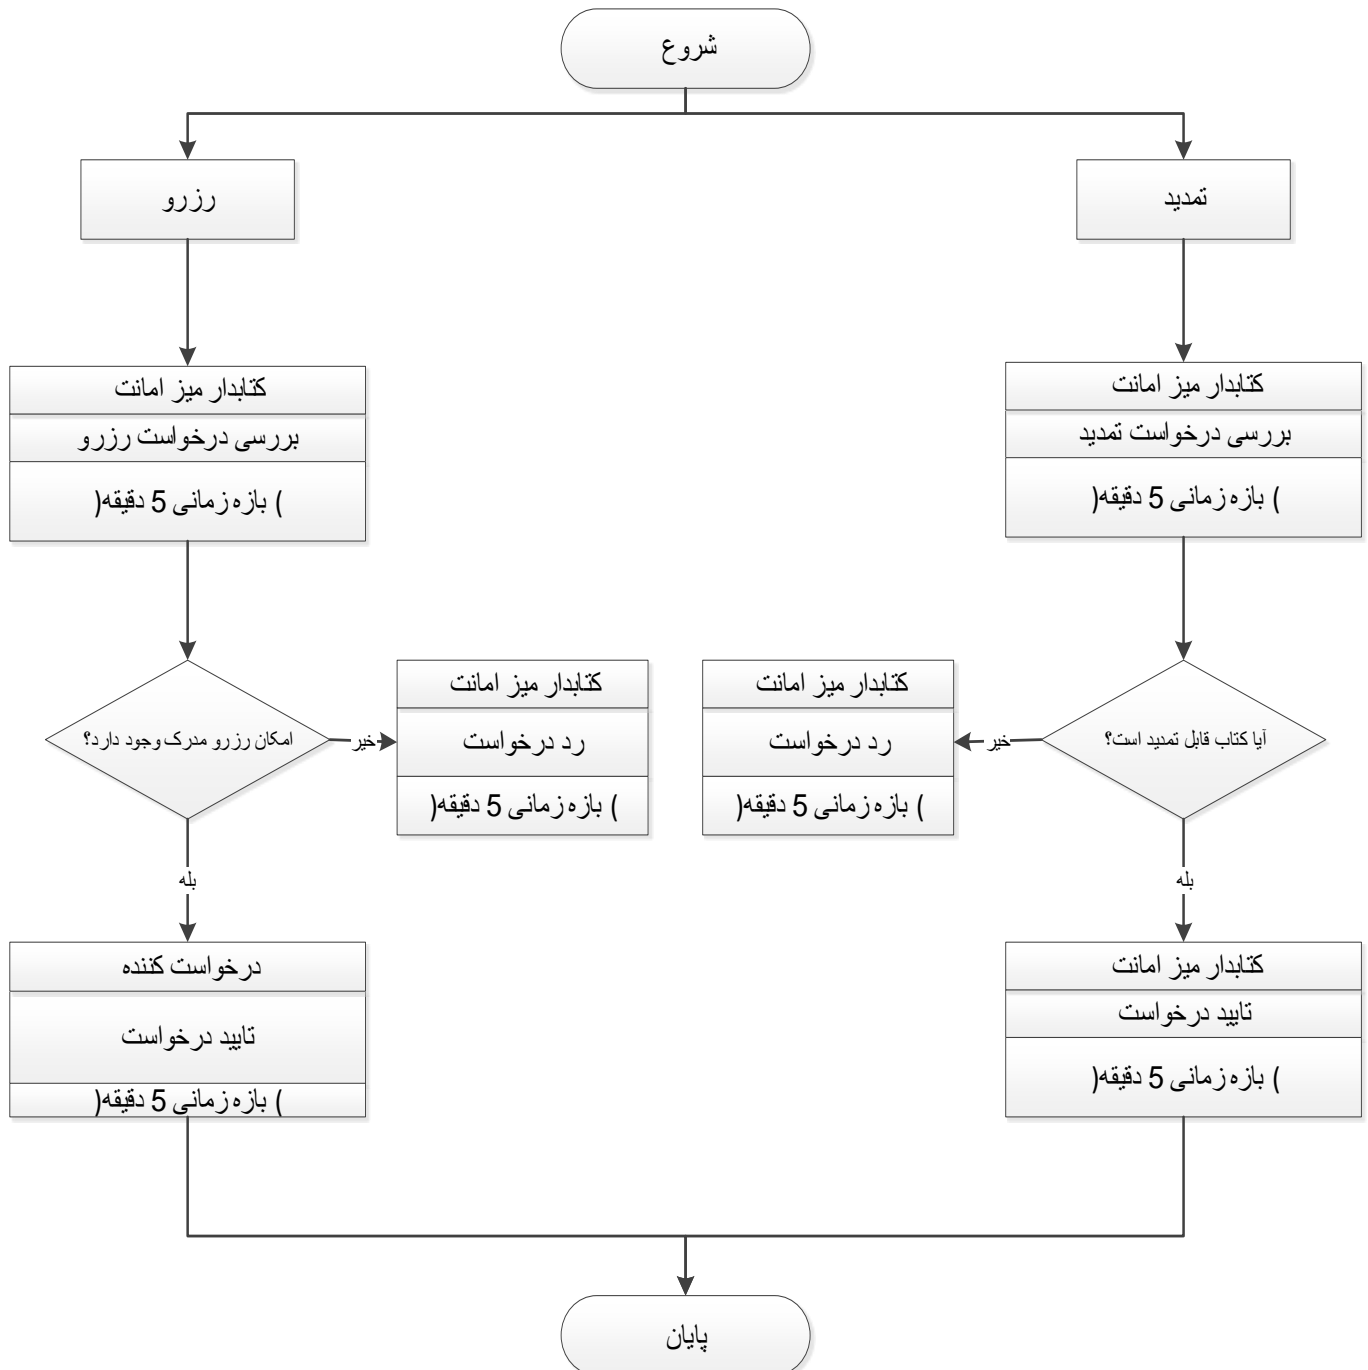 شروع
تمدید
رزرو
کتابدار میز امانت
بررسی درخواست تمدید
) بازه زمانی 5 دقیقه(
کتابدار میز امانت
بررسی درخواست رزرو
) بازه زمانی 5 دقیقه(
آیا کتاب قابل تمدید است؟
خیر
کتابدار میز امانت
رد درخواست
) بازه زمانی 5 دقیقه(
امکان رزرو مدرک وجود دارد؟
خیر
کتابدار میز امانت
رد درخواست
) بازه زمانی 5 دقیقه(
بله
بله
کتابدار میز امانت
تایید درخواست
) بازه زمانی 5 دقیقه(
درخواست کننده
تایید درخواست
) بازه زمانی 5 دقیقه(
پایان